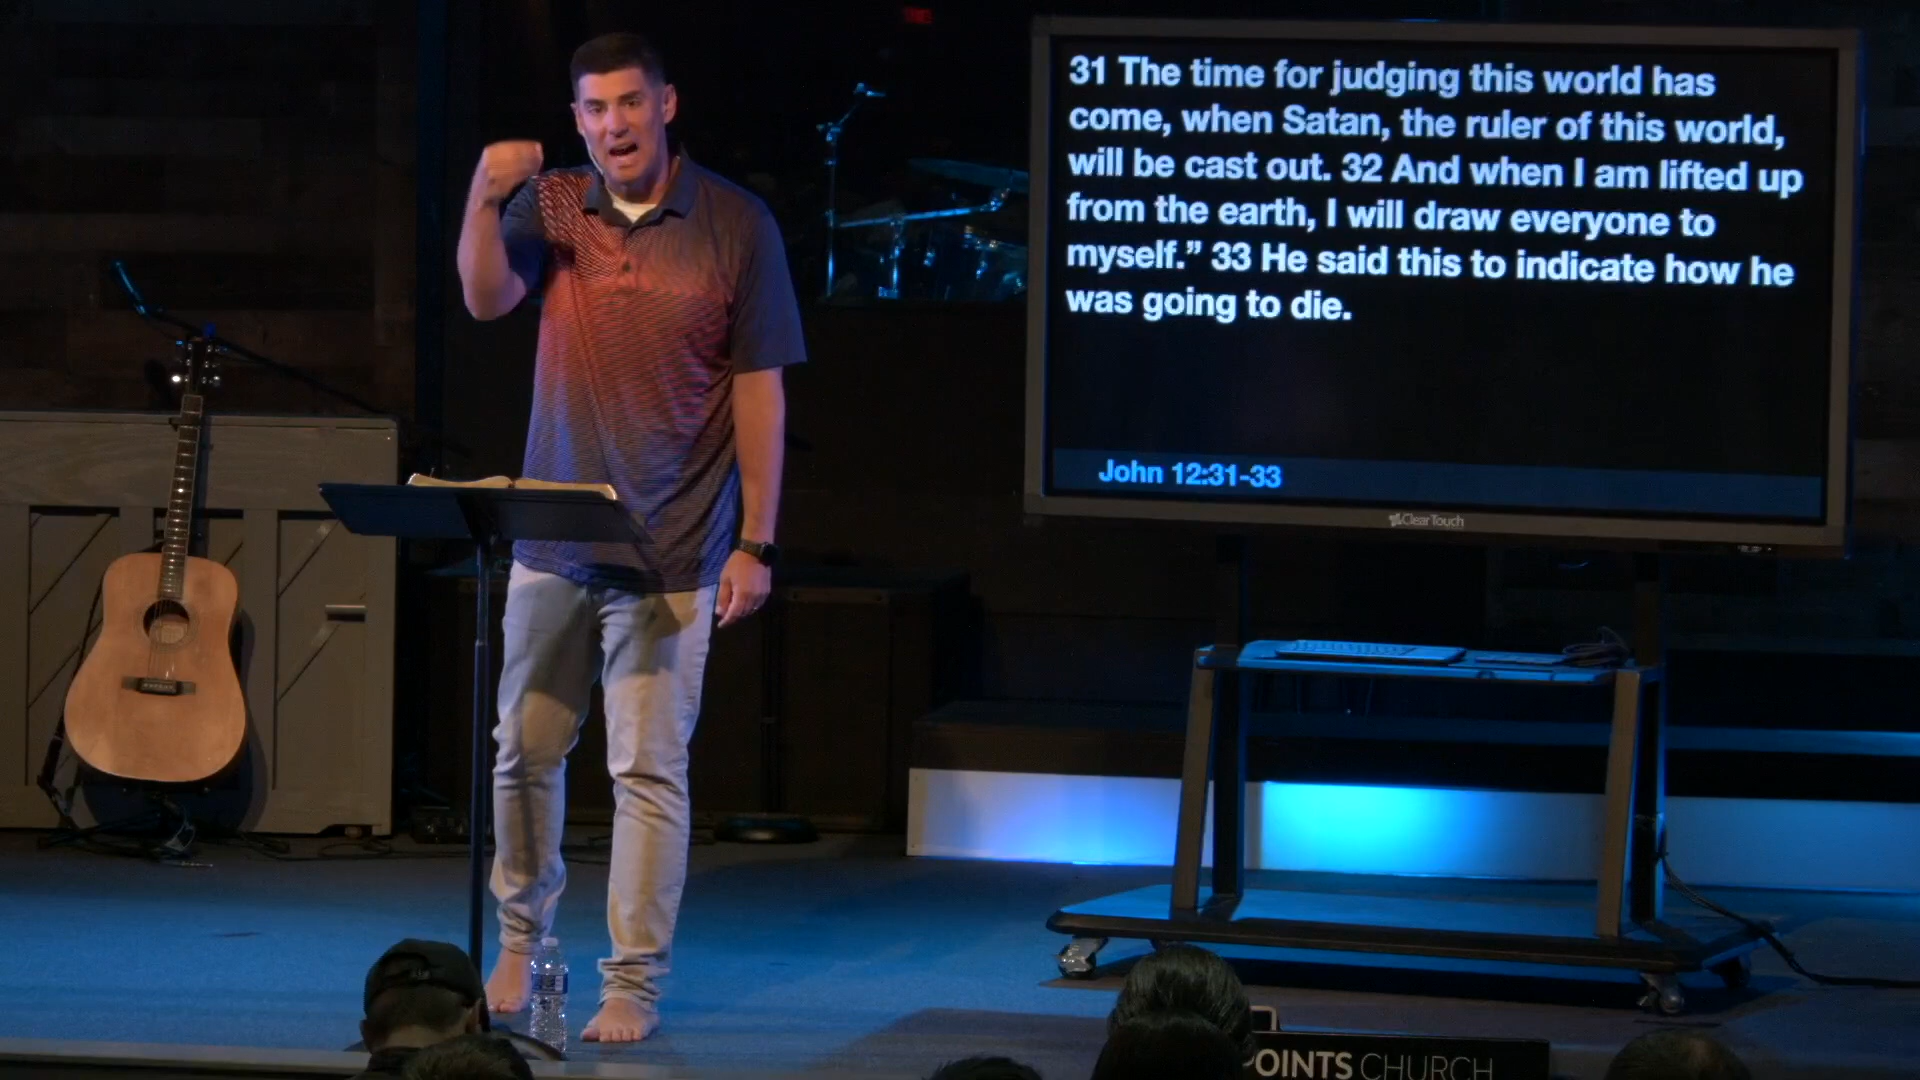 31 The time for judging this world has
come, when Satan, the ruler of this world,
will be cast out. 32 And when I am lifted up
from the earth, I will draw everyone to
myself.” 33 He said this to indicate how he
was going to die.
John 12:31-33
ClearTouch
POINTS CHURCH